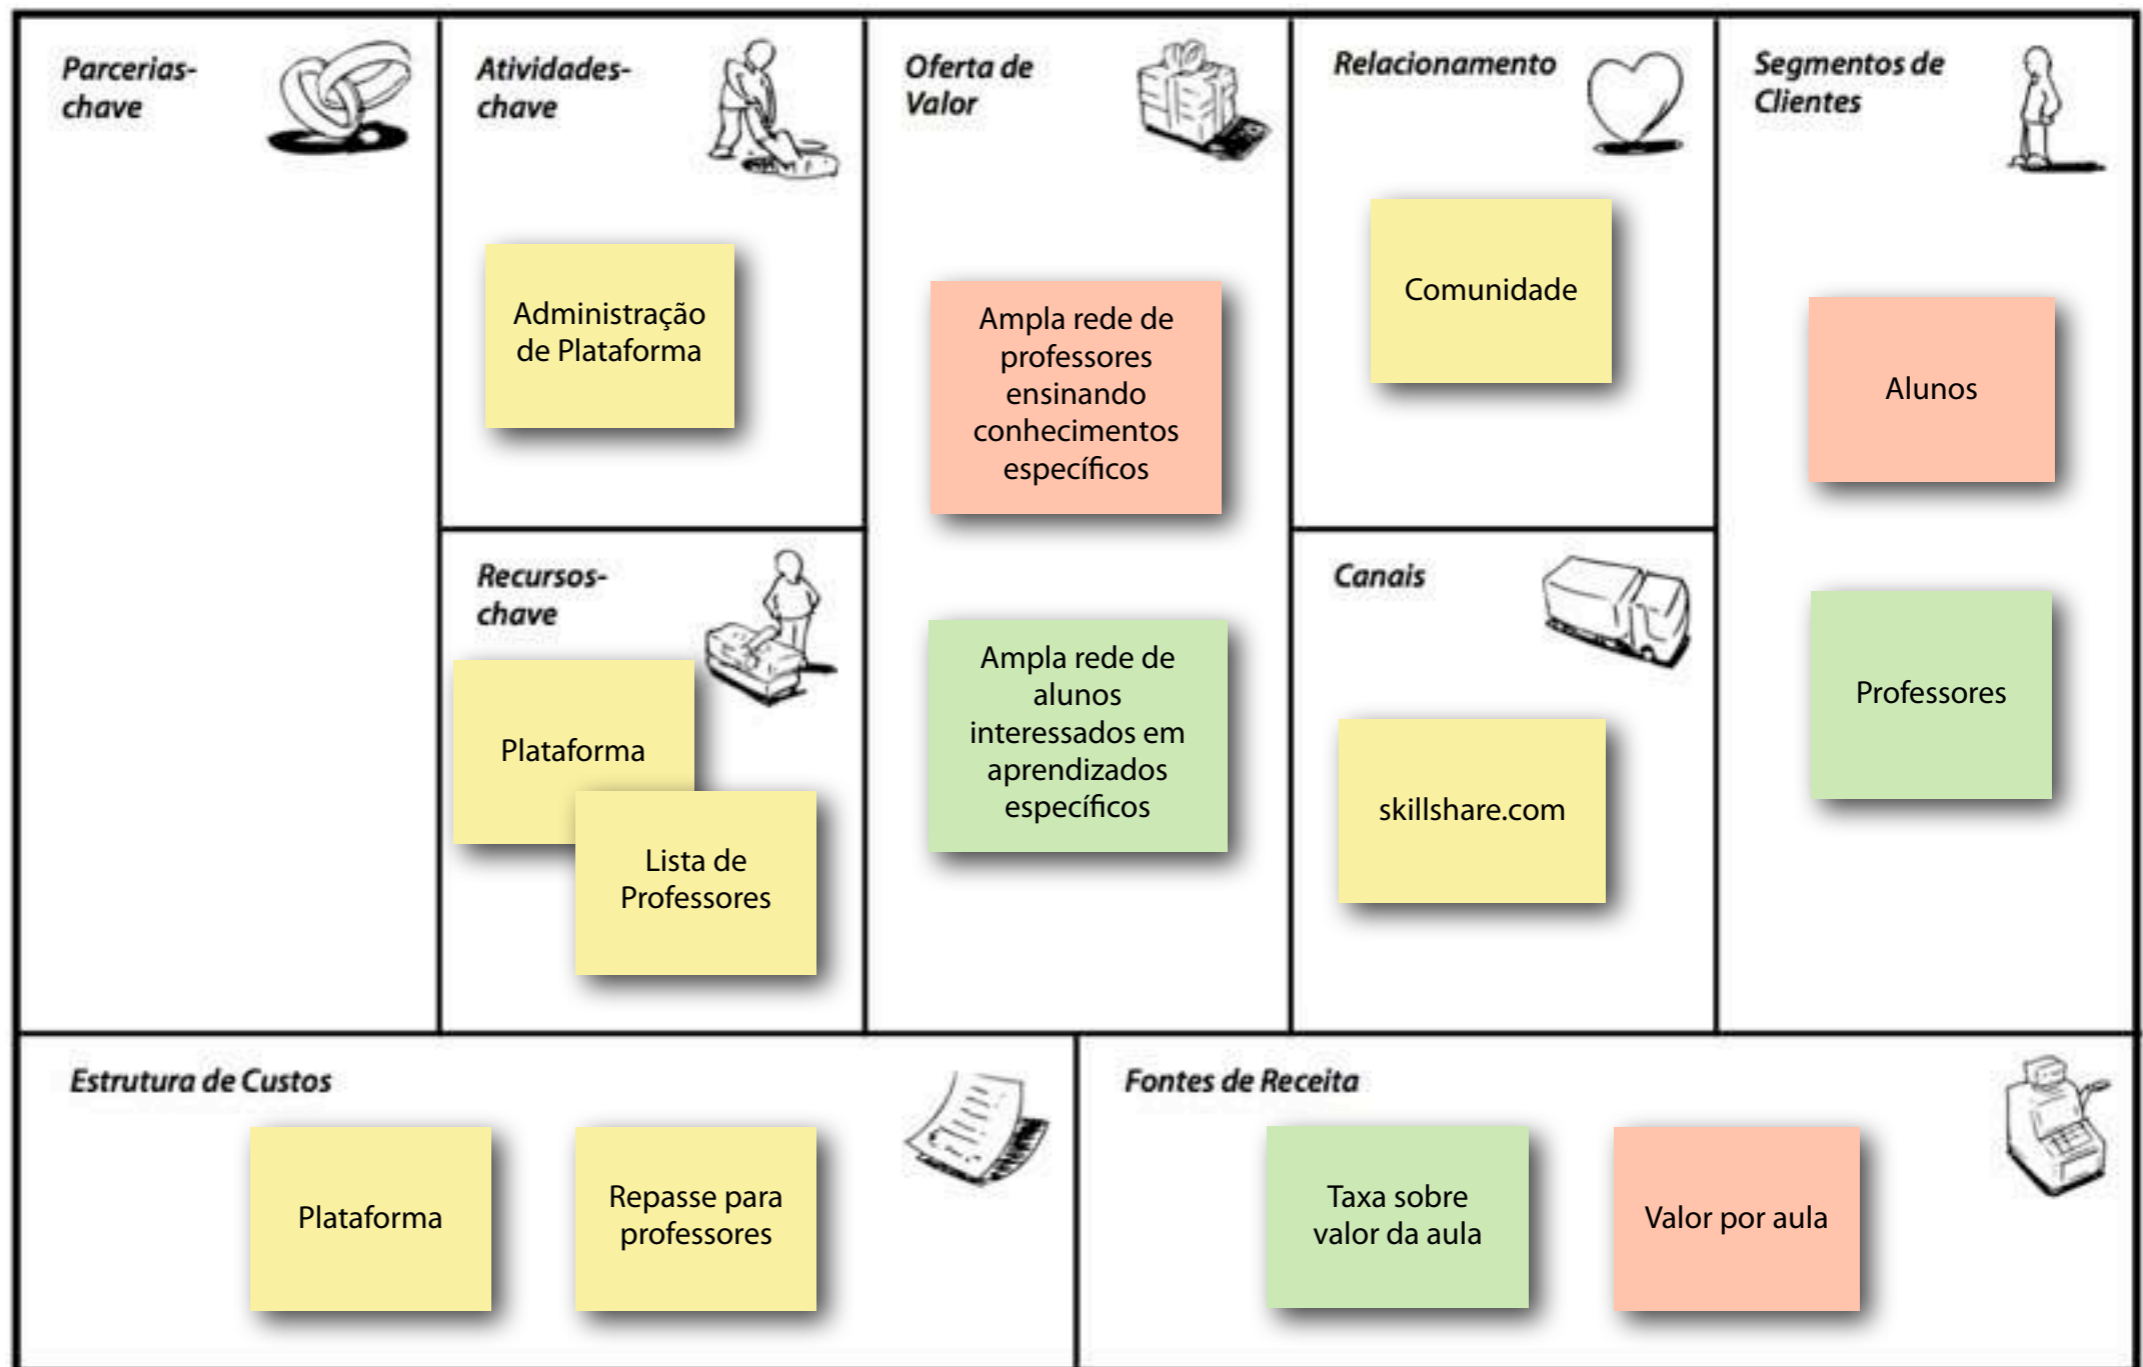 Parcerias-
chave
Atividades-
chave
Administração
de Plataforma
Recursos-
chave
Plataforma
Lista de
Professores
Oferta de
Valor
Ampla rede de
professores
ensinando
conhecimentos
específicos
Ampla rede de
alunos
interessados em
aprendizados
específicos
Relacionamento
Comunidade
Canais
skillshare.com
Segmentos de
Clientes
Alunos
Professores
Estrutura de Custos
Plataforma
Repasse para
professores
Fontes de Receita
Taxa sobre
valor da aula
Valor por aula